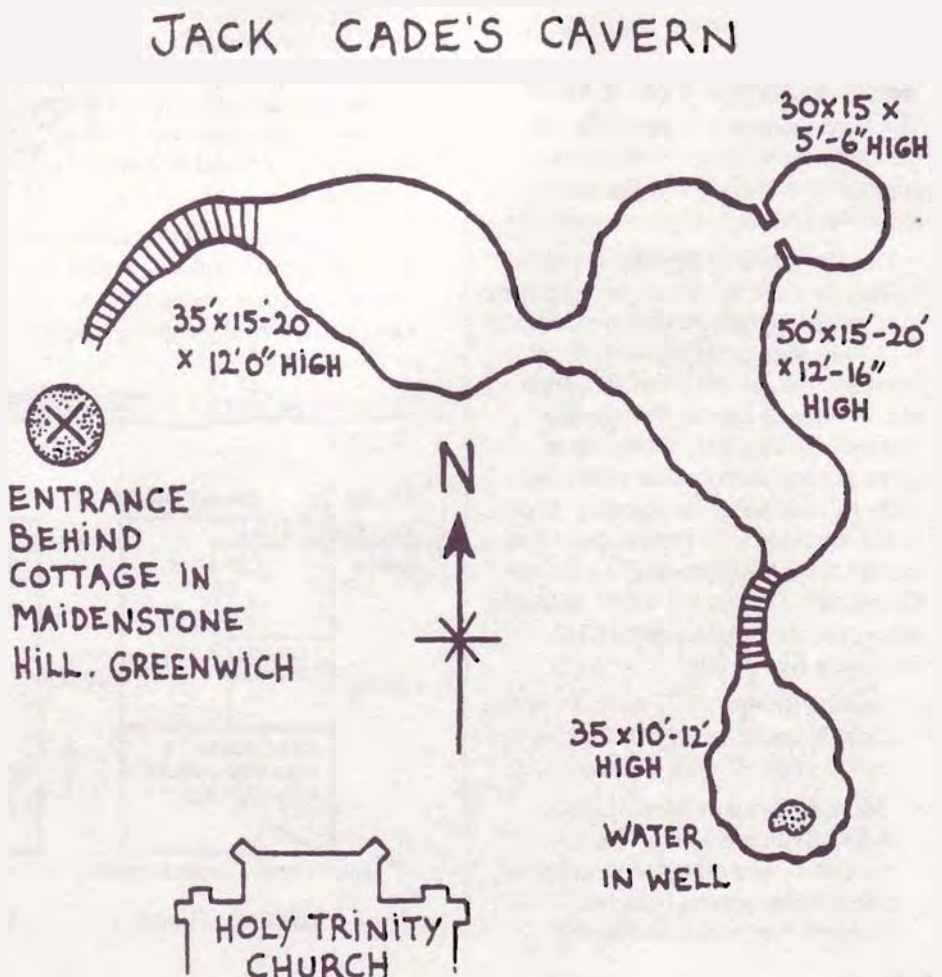 JACK CADE'S CAVERN
30x15 x
5'-6" HIGH
35'x15-20
x 12'0" HIGH
50'x15'-20'
x12'-16"
HIGH
ENTRANCE
BEHIND
COTTAGE IN
MAIDENSTONE
HILL. GREENWICH
N
35 x10'-12'
HIGH
WATER
IN WELL
HOLY TRINITY
CHURCH